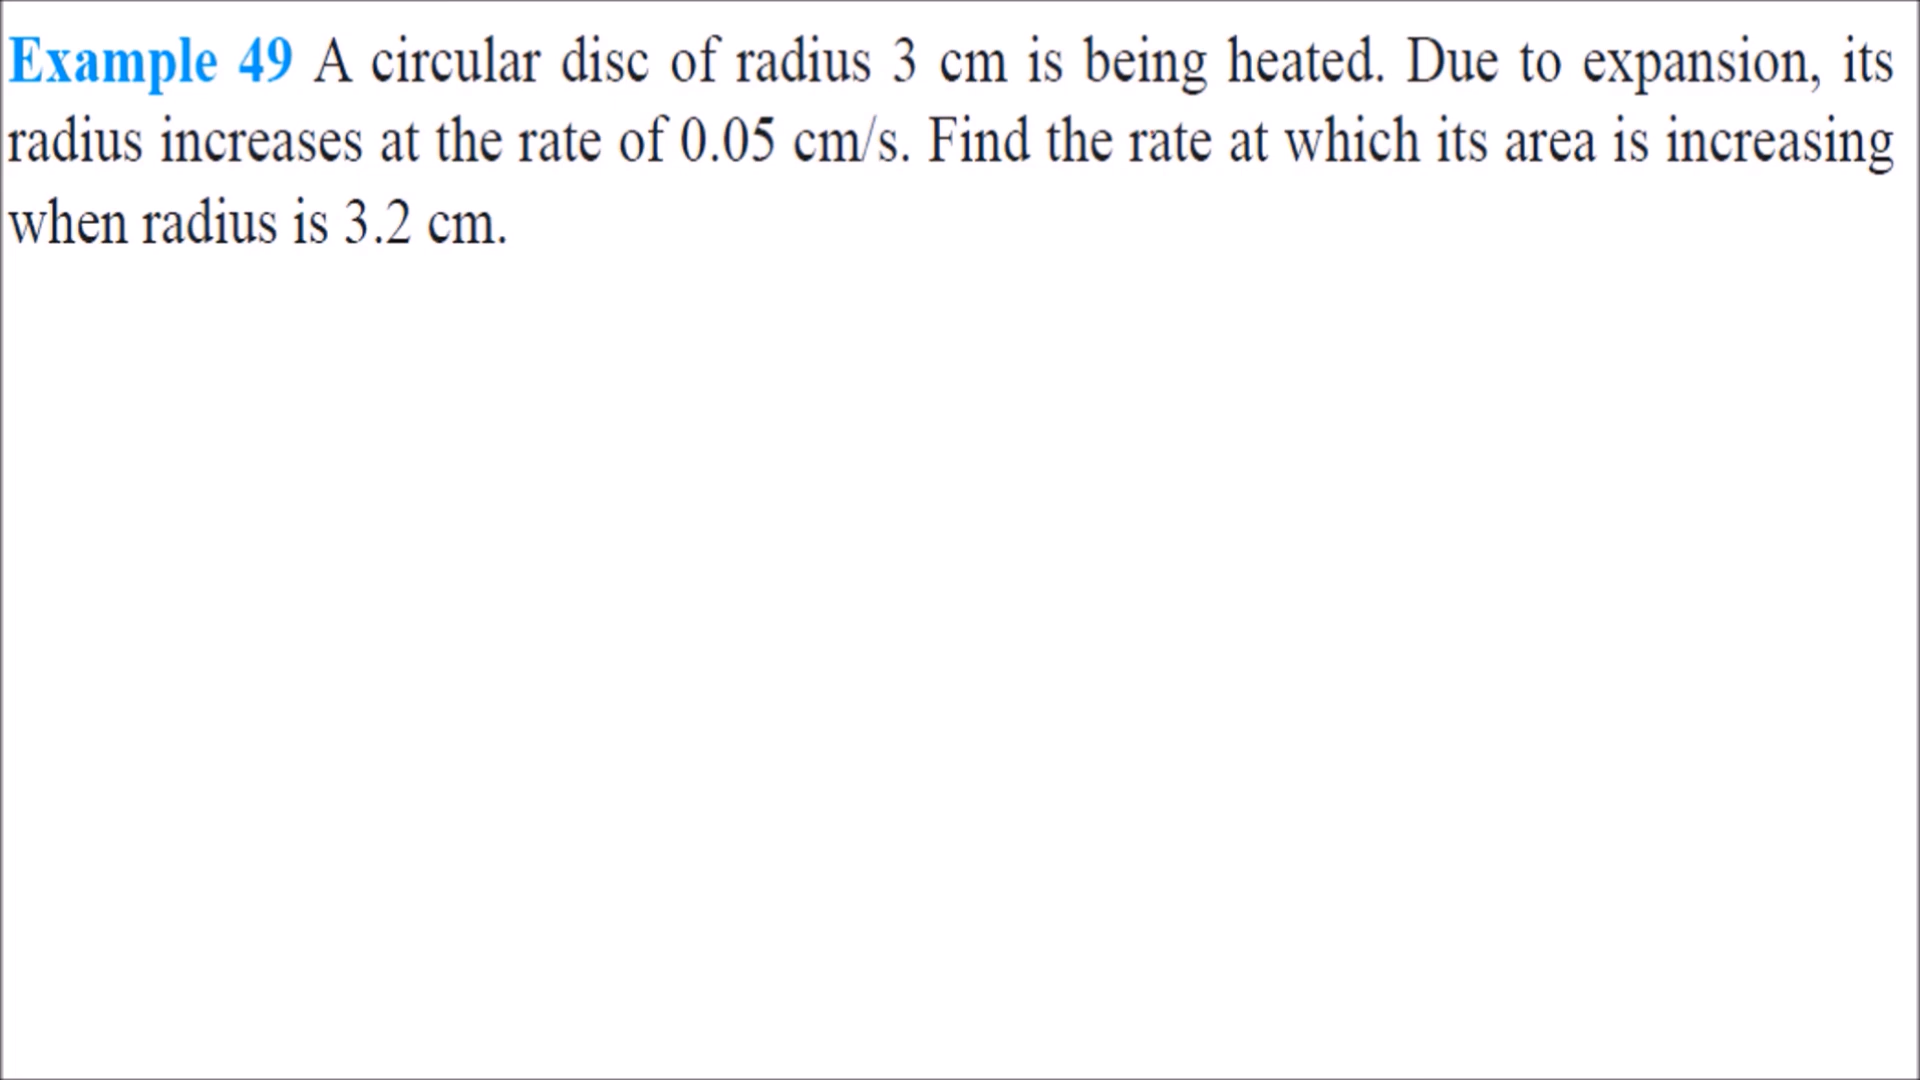 Example 49 A circular disc of radius 3 cm is being heated. Due to expansion, its
radius increases at the rate of 0.05 cm/s. Find the rate at which its area is increasing
when radius is 3.2 cm.